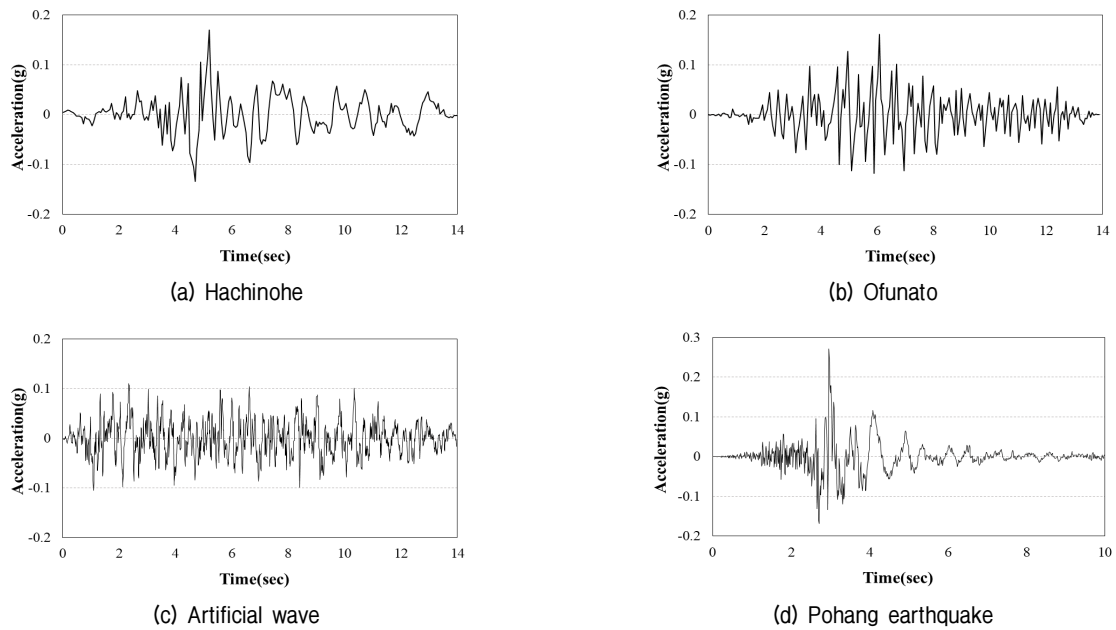 0.2
0.1
0
-0.1
-0.2
Acceleration(g)
0 2 4 6 8 10 12 14
Time(sec)
(a) Hachinohe
0.2
0.1
0
-0.1
-0.2
Acceleration(g)
0 2 4 6 8 10 12 14
Time(sec)
(b) Ofunato
0.2
0.1
0
-0.1
-0.2
Acceleration(g)
0 2 4 6 8 10 12 14
Time(sec)
(c) Artificial wave
0.3
0.2
0.1
0
-0.1
-0.2
Acceleration(g)
0 2 4 6 8 10
Time(sec)
(d) Pohang earthquake